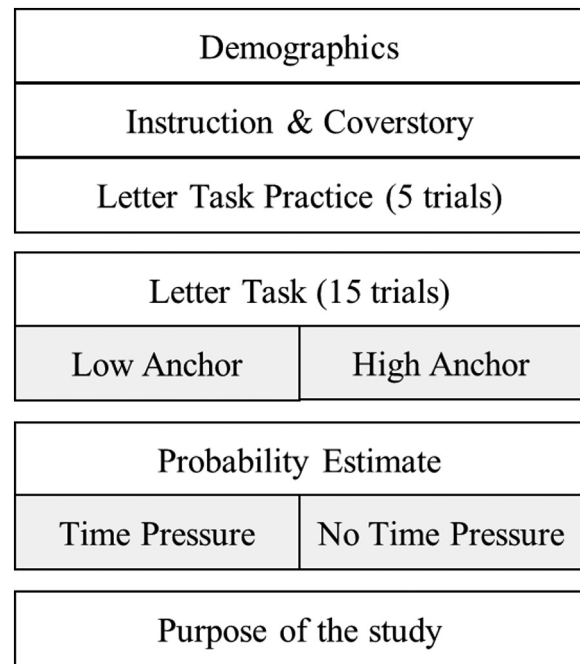 Demographics
Instruction & Coverstory
Letter Task Practice (5 trials)
Letter Task (15 trials)
Low Anchor High Anchor
Probability Estimate
Time Pressure No Time Pressure
Purpose of the study